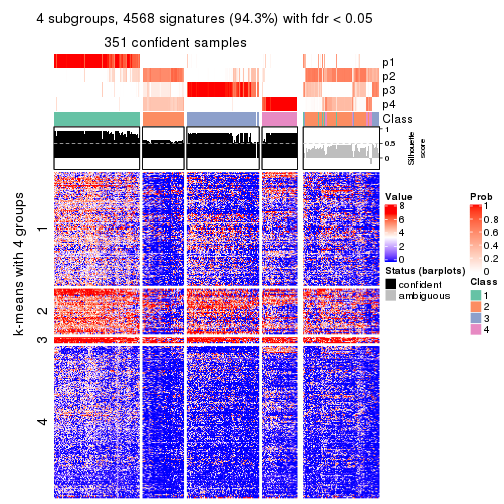 4 subgroups, 4568 signatures (94.3%) with fdr < 0.05
351 confident samples
p1
p2
p3
p4
Class
1
0.5
0
Silhouette
score
k-means with 4 groups
1
2
3
4
Value
8
6
4
2
0
Status (barplots)
confident
ambiguous
Prob
1
0.8
0.6
0.4
0.2
0
Class
1
2
3
4